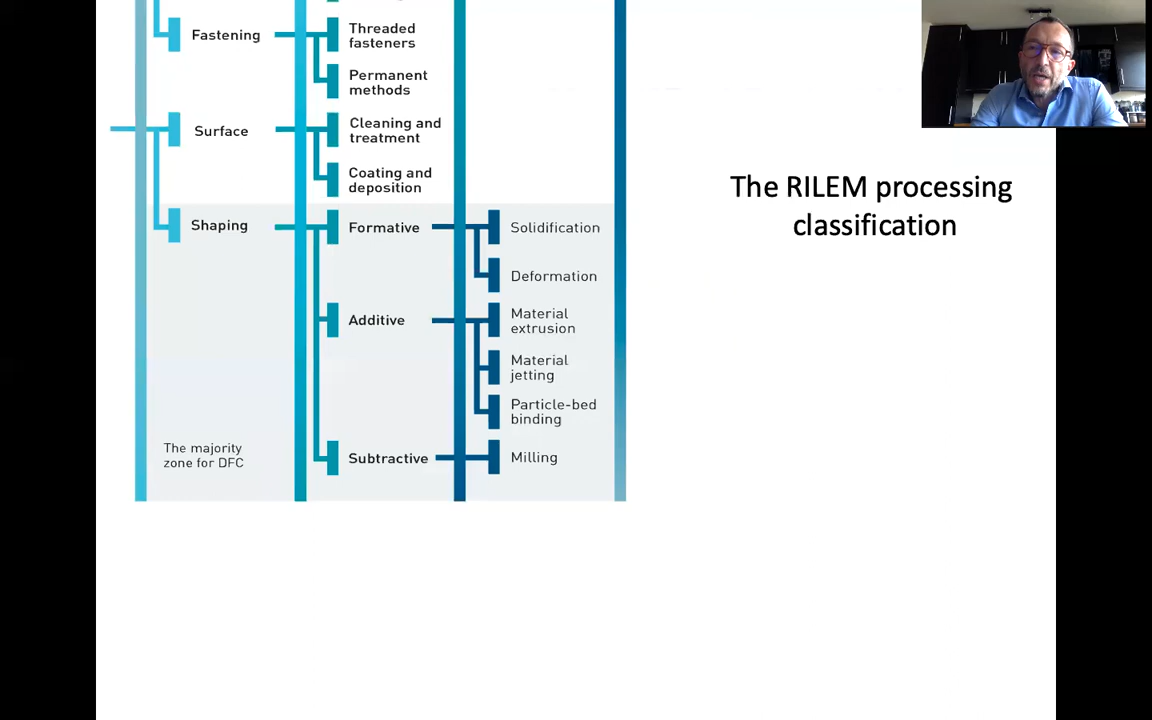 Fastening
Threaded
fasteners
Permanent
methods
Surface
Cleaning and
treatment
Coating and
deposition
Shaping
Formative
Solidification
Deformation
Additive
Material
extrusion
Material
jetting
Particle-bed
binding
Subtractive
Milling
The majority
zone for DFC
The RILEM processing
classification